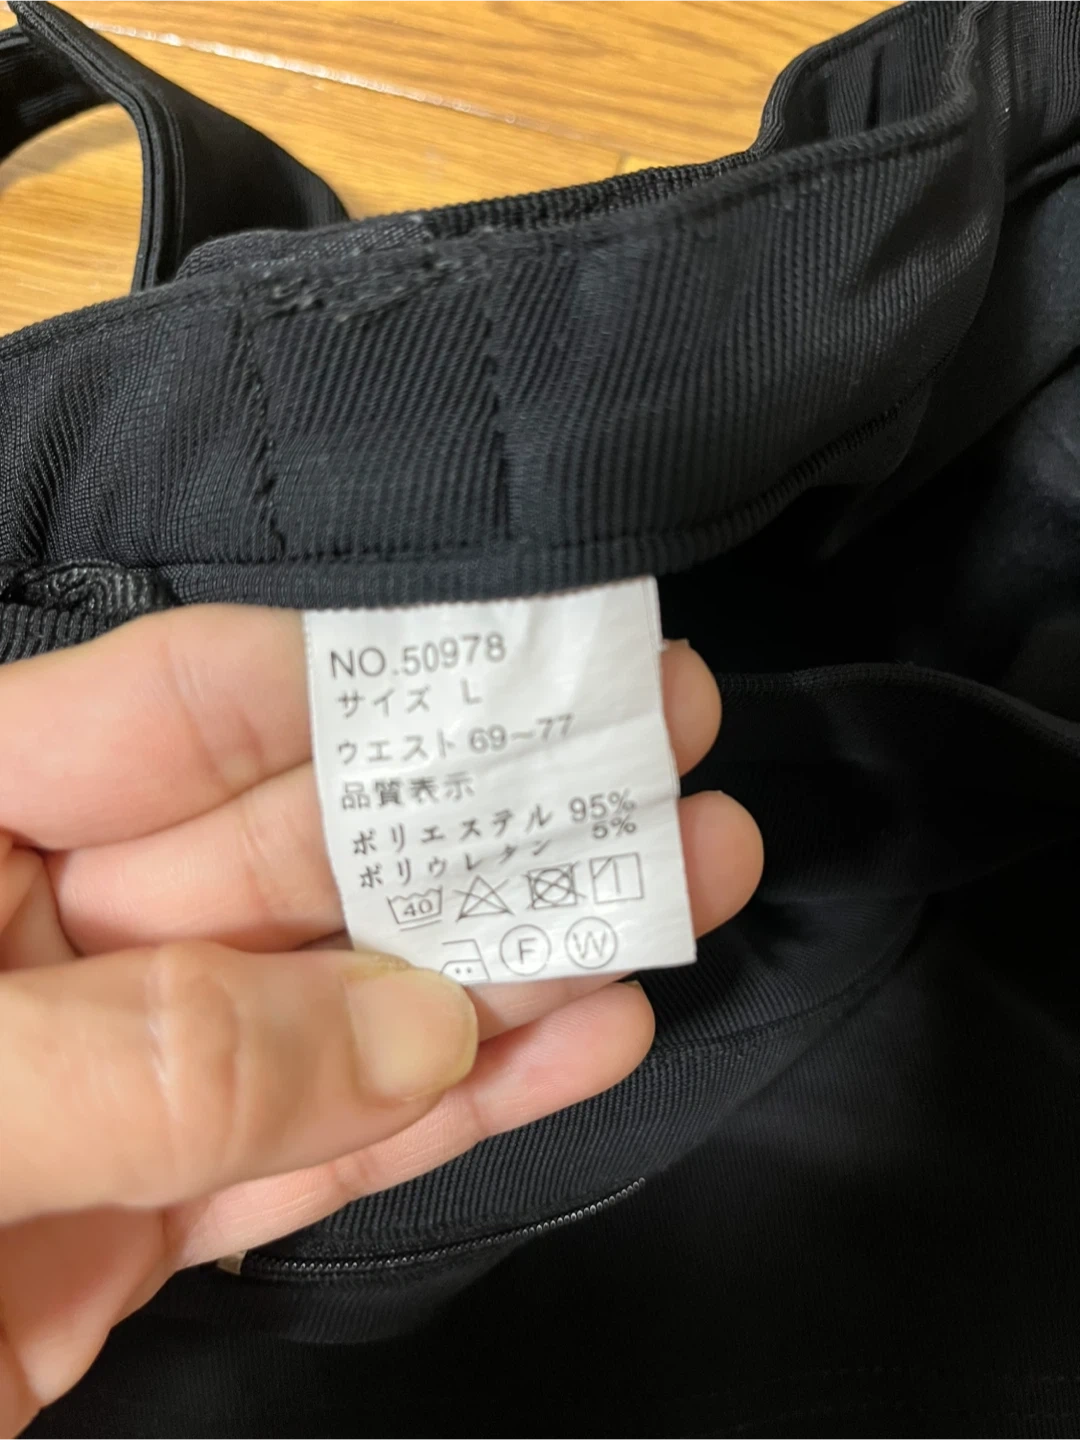 NO.50978
サイズ L
ウエスト 69~77
品質表示
ポリエステル 95%
ポリウレタン 5%
40
F W